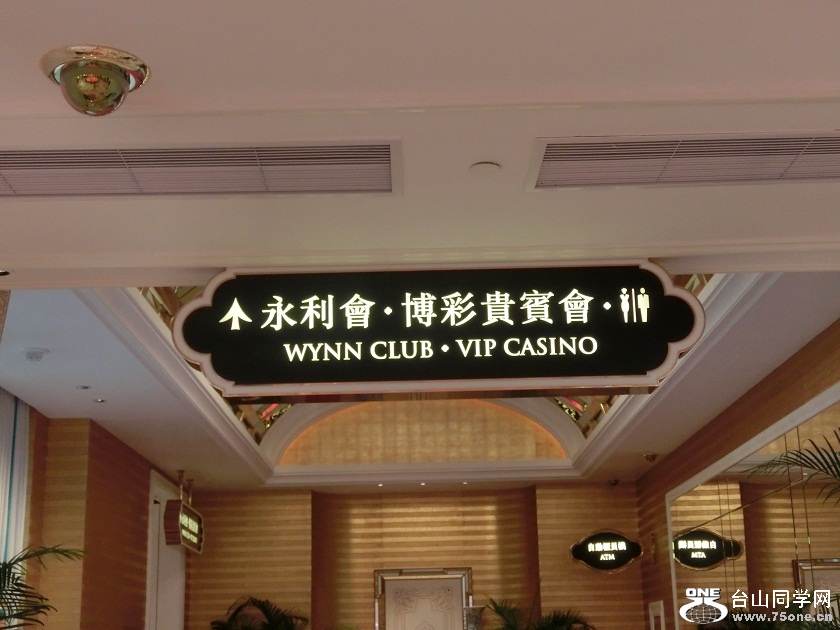 永利會·博彩貴賓會·
WYNN CLUB • VIP CASINO
ATM
ONE
台山同学网
www.75one.cn